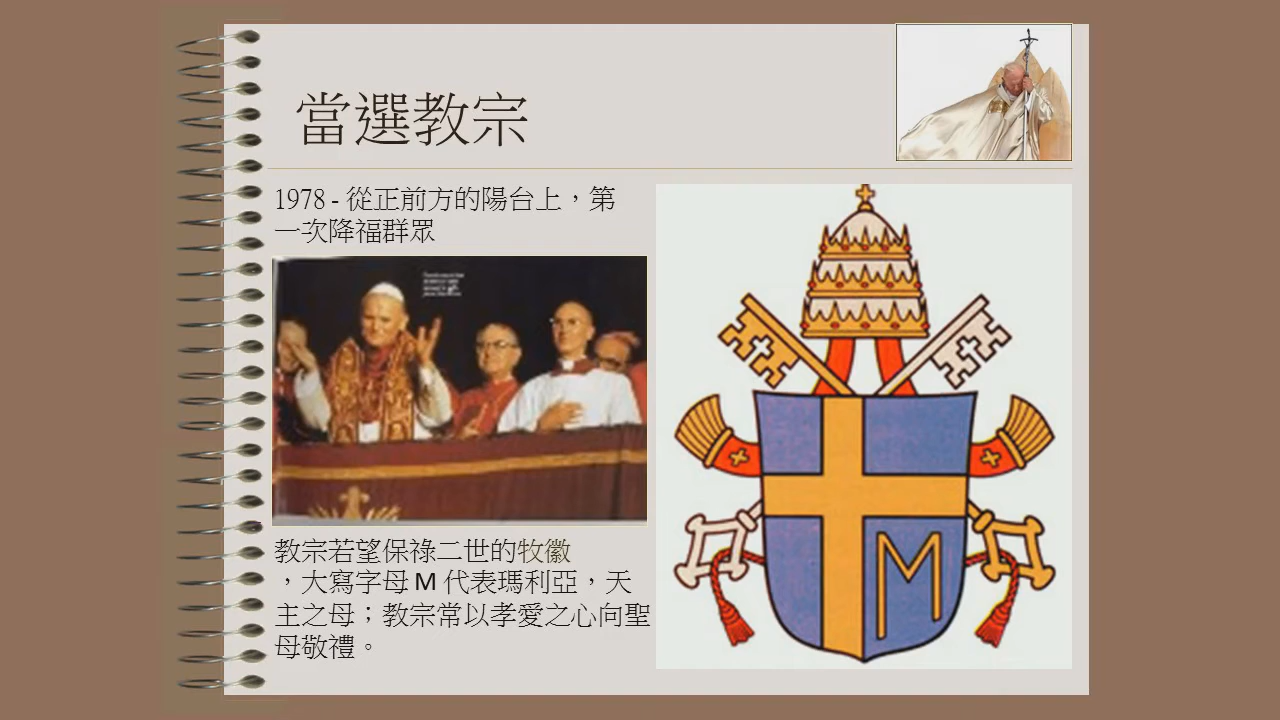 當選教宗
1978 - 從正前方的陽台上，第
一次降福群眾
教宗若望保祿二世的牧徽
，大寫字母 M 代表瑪利亞，天
主之母；教宗常以孝愛之心向聖
母敬禮。
M